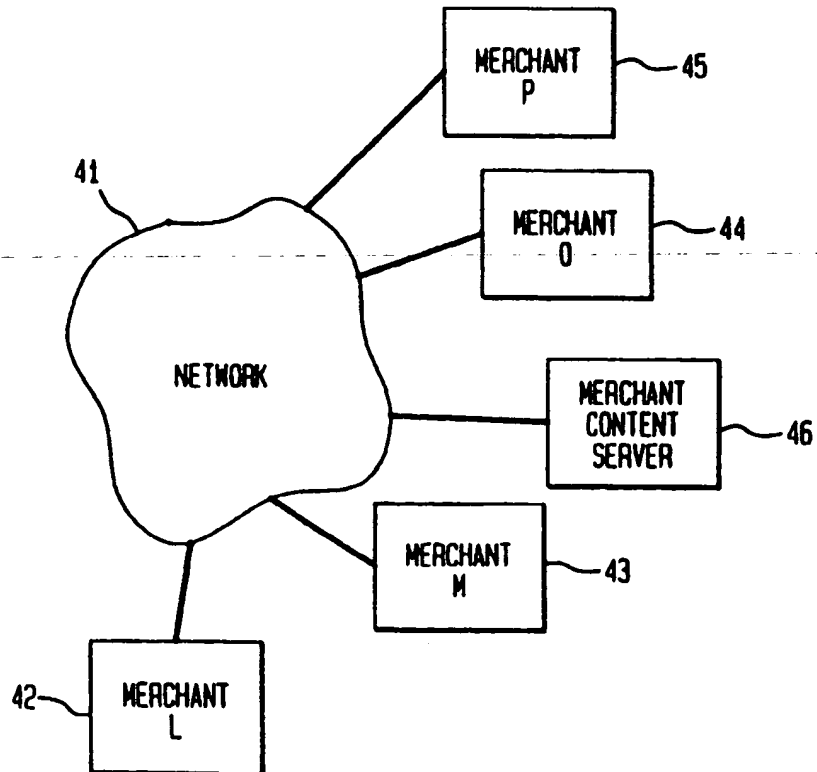 MERCHANT
P
45
41
MERCHANT
O
44
NETWORK
MERCHANT
CONTENT
SERVER
46
MERCHANT
M
43
42
MERCHANT
L